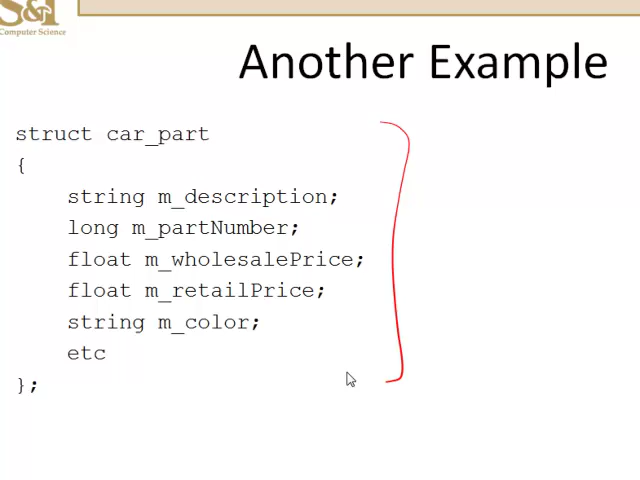 S&T
Computer Science
Another Example
struct car_part
{
string m_description;
long m_partNumber;
float m_wholesalePrice;
float m_retailPrice;
string m_color;
etc
};